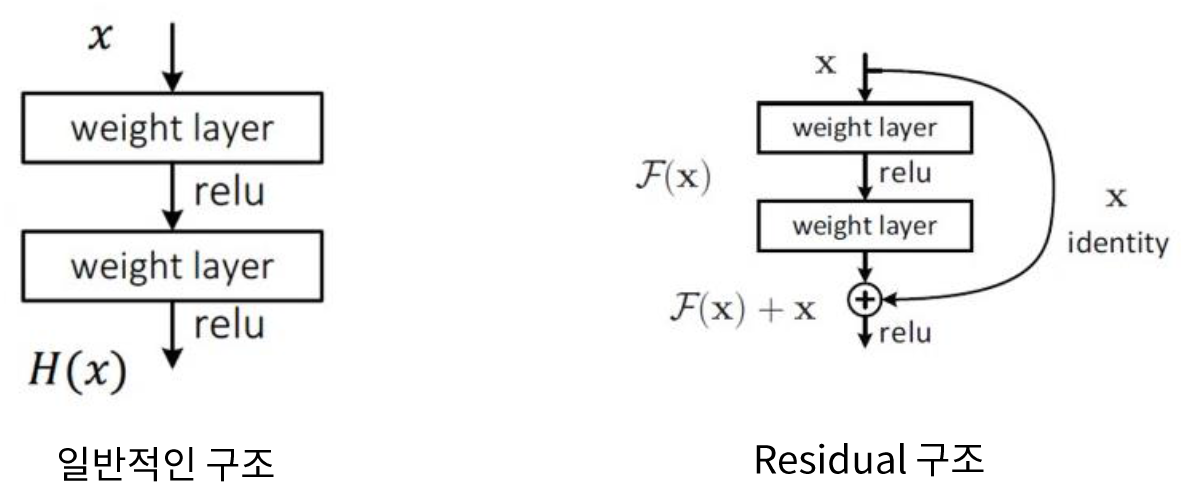 x
weight layer
relu
weight layer
relu
H(x)
일반적인 구조
x
weight layer
relu
F(x)
weight layer
x
identity
F(x) + x
+
relu
Residual 구조